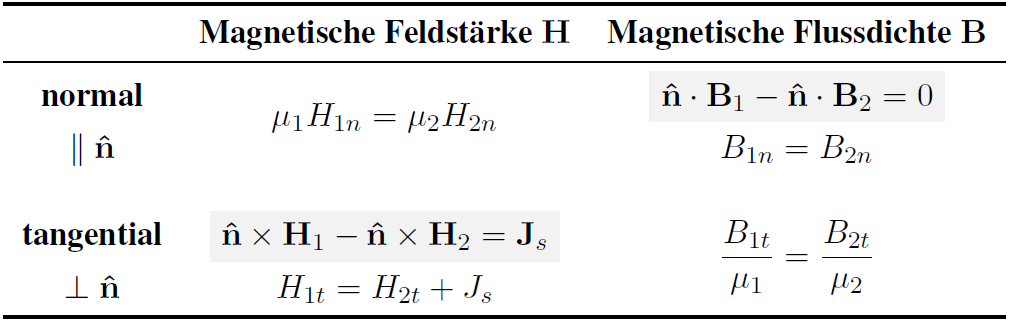 Magnetische Feldstärke H Magnetische Flussdichte B
normal
∥ n̂
μ₁H₁ₙ = μ₂H₂ₙ
n̂ · B₁ − n̂ · B₂ = 0
B₁ₙ = B₂ₙ
tangential
⊥ n̂
n̂ × H₁ − n̂ × H₂ = Jₛ
H₁ₜ = H₂ₜ + Jₛ
B₁ₜ/μ₁ = B₂ₜ/μ₂